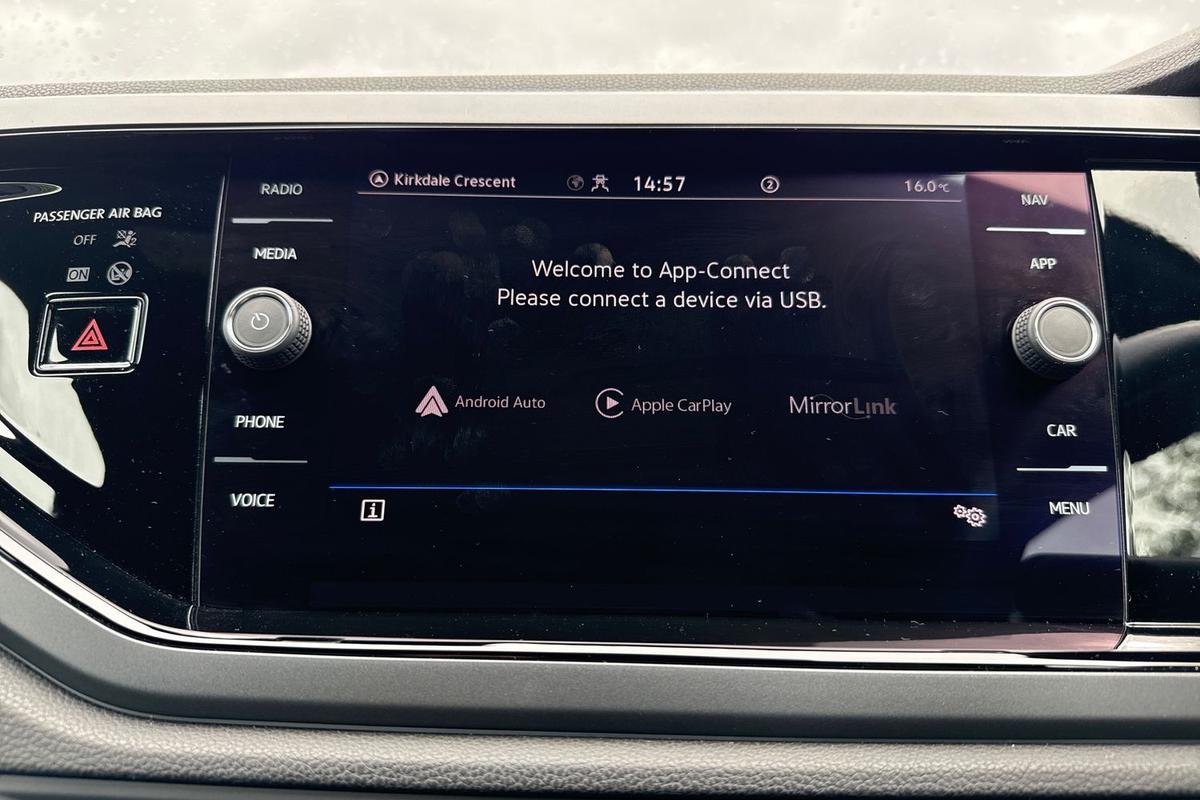 PASSENGER AIR BAG
OFF
ON
RADIO
MEDIA
PHONE
VOICE
Kirkdale Crescent 14:57 2 16.0°C
Welcome to App-Connect
Please connect a device via USB.
Android Auto Apple CarPlay MirrorLink
i
NAV
APP
CAR
MENU